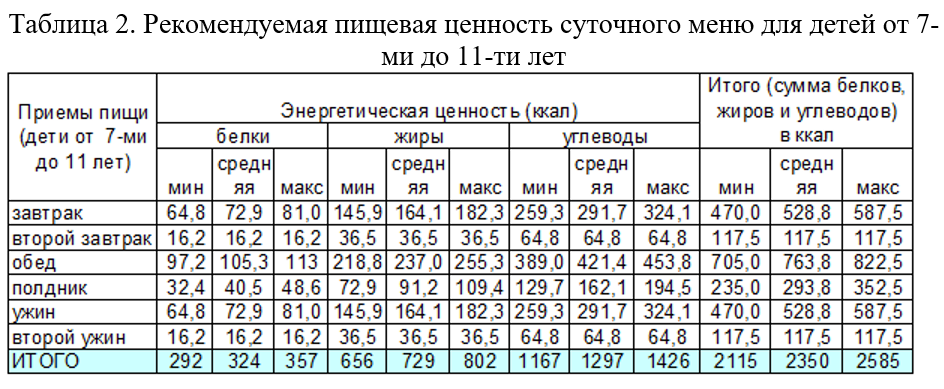 Таблица 2. Рекомендуемая пищевая ценность суточного меню для детей от 7-
ми до 11-ти лет
Приемы пищи (дети от 7-ми до 11 лет) Энергетическая ценность (ккал) Итого (сумма белков, жиров и углеводов) в ккал
белки жиры углеводы
мин средн яя макс мин средн яя макс мин средн яя макс мин средн яя макс
завтрак 64,8 72,9 81,0 145,9 164,1 182,3 259,3 291,7 324,1 470,0 528,8 587,5
второй завтрак 16,2 16,2 16,2 36,5 36,5 36,5 64,8 64,8 64,8 117,5 117,5 117,5
обед 97,2 105,3 113 218,8 237,0 255,3 389,0 421,4 453,8 705,0 763,8 822,5
полдник 32,4 40,5 48,6 72,9 91,2 109,4 129,7 162,1 194,5 235,0 293,8 352,5
ужин 64,8 72,9 81,0 145,9 164,1 182,3 259,3 291,7 324,1 470,0 528,8 587,5
второй ужин 16,2 16,2 16,2 36,5 36,5 36,5 64,8 64,8 64,8 117,5 117,5 117,5
ИТОГО 292 324 357 656 729 802 1167 1297 1426 2115 2350 2585